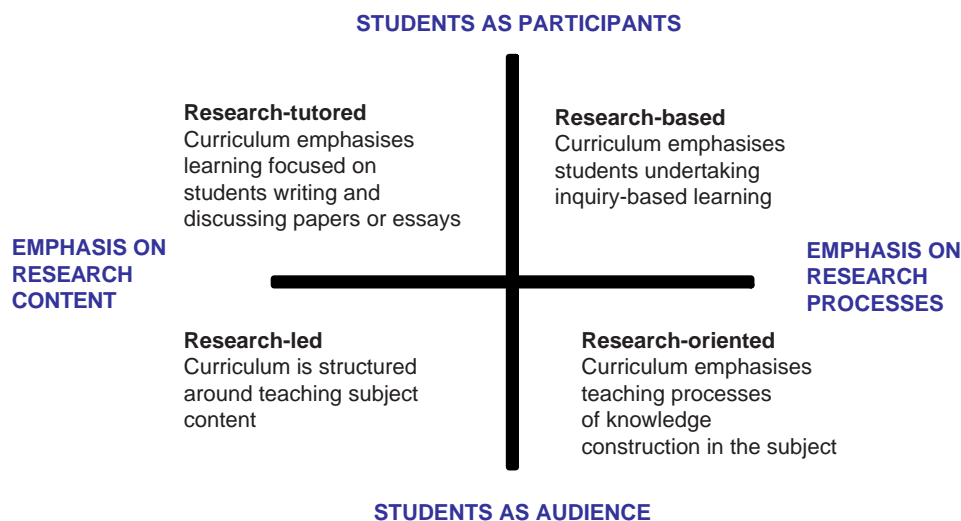 STUDENTS AS PARTICIPANTS
Research-tutored
Curriculum emphasises
learning focused on
students writing and
discussing papers or essays
Research-based
Curriculum emphasises
students undertaking
inquiry-based learning
EMPHASIS ON
RESEARCH
CONTENT
EMPHASIS ON
RESEARCH
PROCESSES
Research-led
Curriculum is structured
around teaching subject
content
Research-oriented
Curriculum emphasises
teaching processes
of knowledge
construction in the subject
STUDENTS AS AUDIENCE